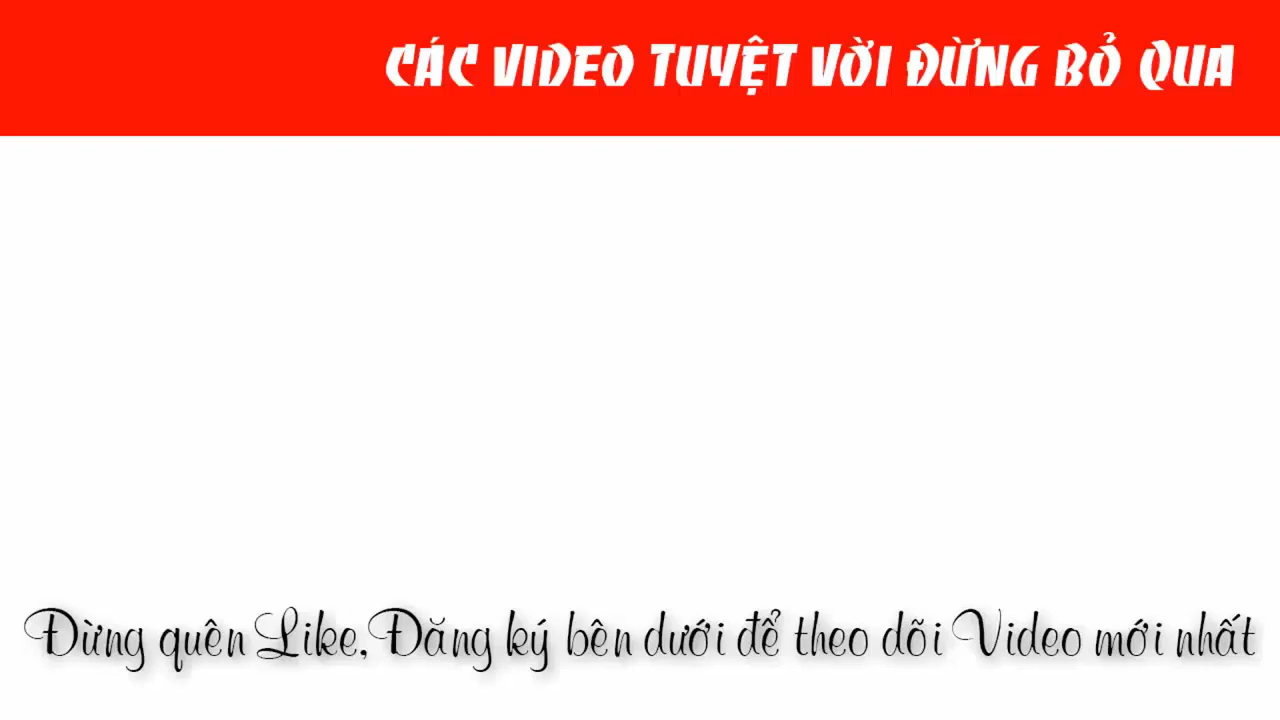 CÁC VIDEO TUYỆT VỜI ĐỪNG BỎ QUA
Đừng quên Like, Đăng ký bên dưới để theo dõi Video mới nhất